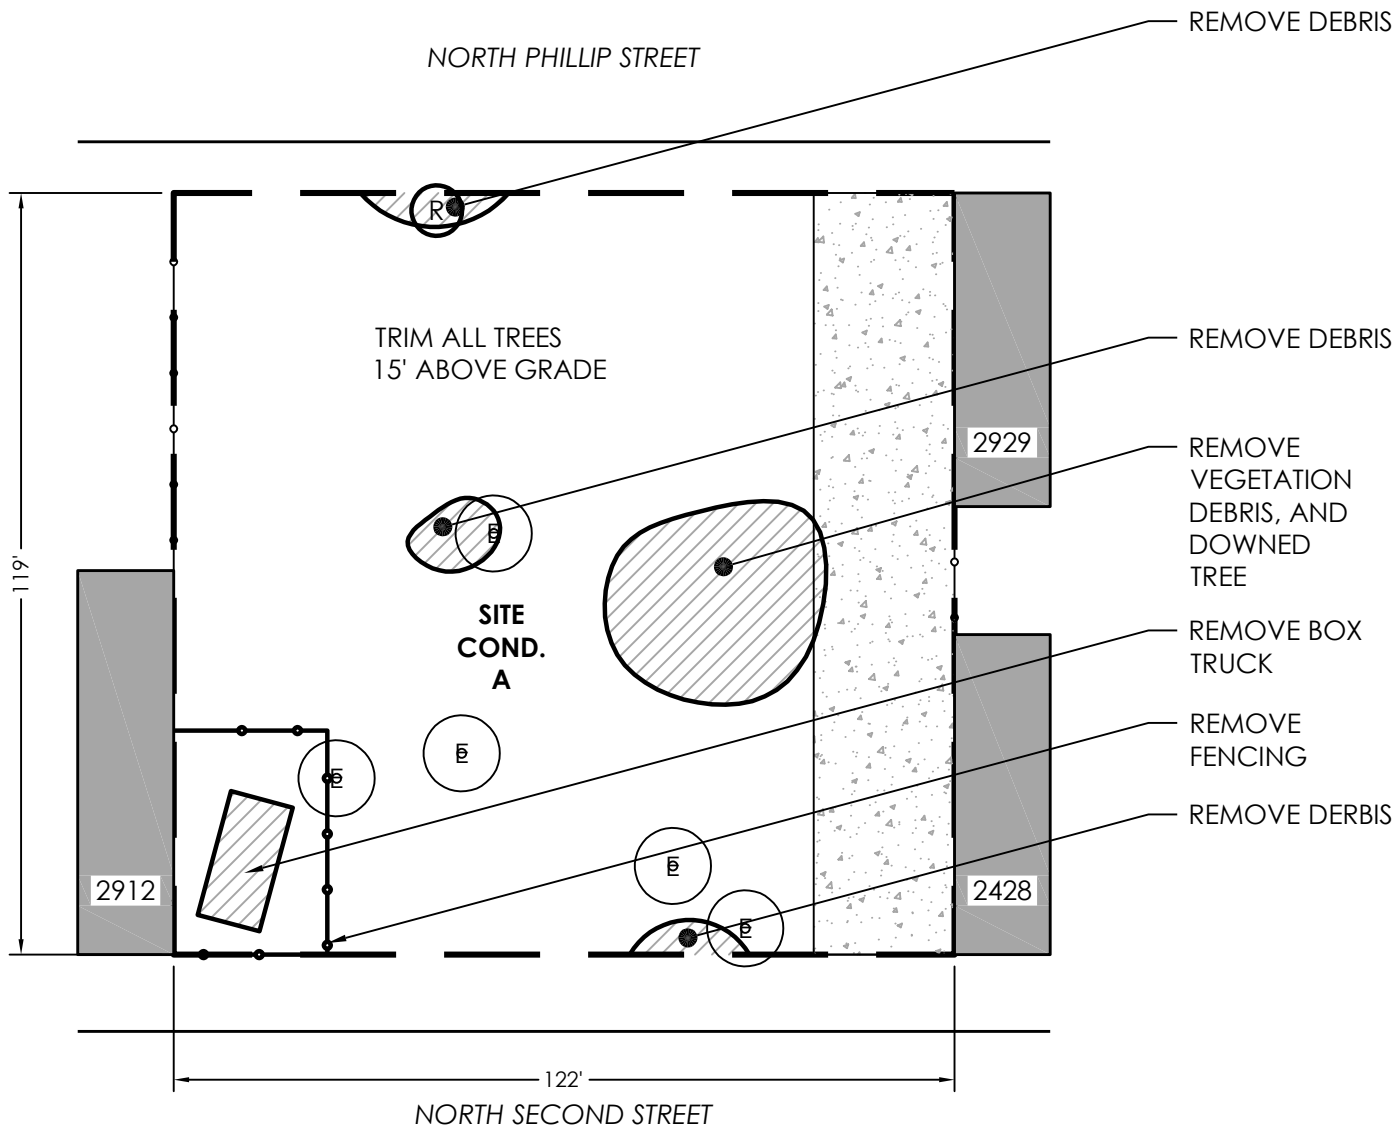 REMOVE DEBRIS
NORTH PHILLIP STREET
R
TRIM ALL TREES
15' ABOVE GRADE
REMOVE DEBRIS
2929
REMOVE
VEGETATION
DEBRIS, AND
DOWNED
TREE
E
119'
SITE
COND.
A
REMOVE BOX
TRUCK
REMOVE
FENCING
E
E
REMOVE DERBIS
E
2912
2428
E
122'
NORTH SECOND STREET